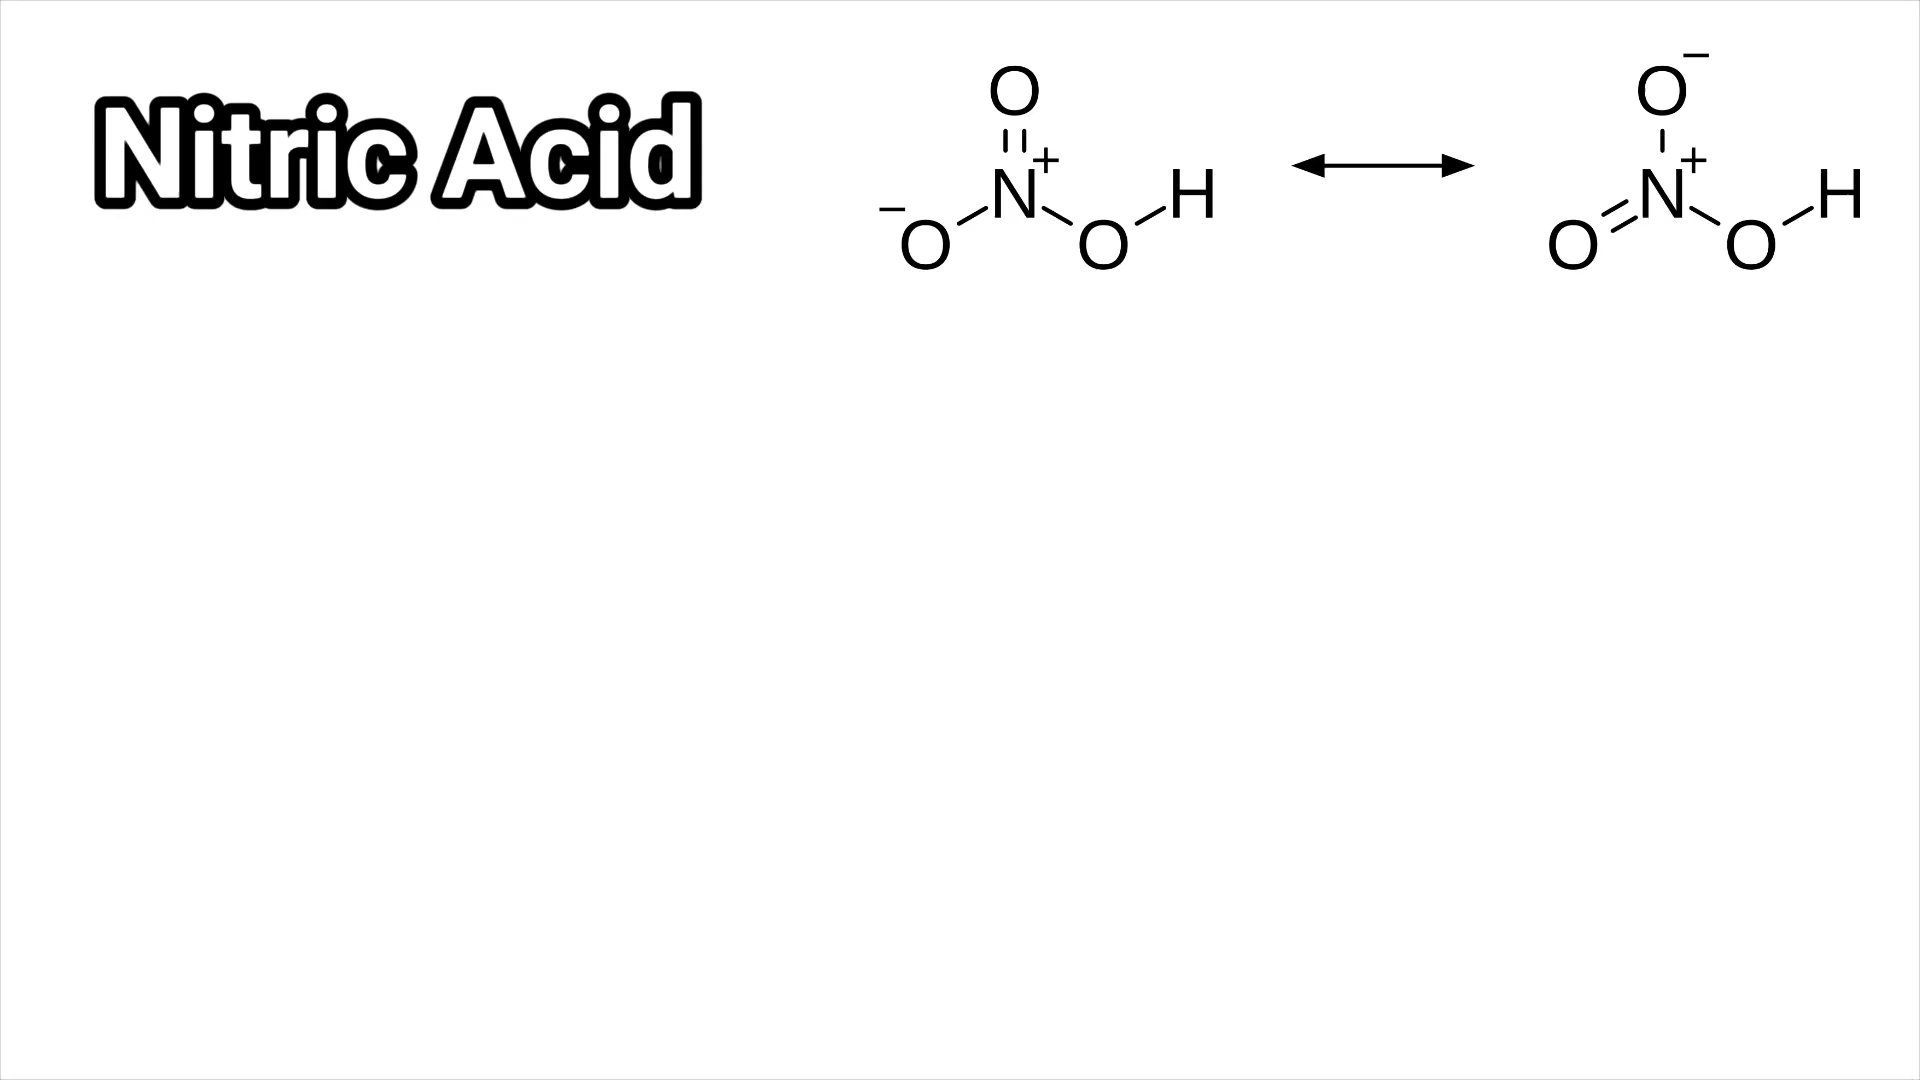 Nitric Acid
O O−
N+ H N+ H
−O O O O